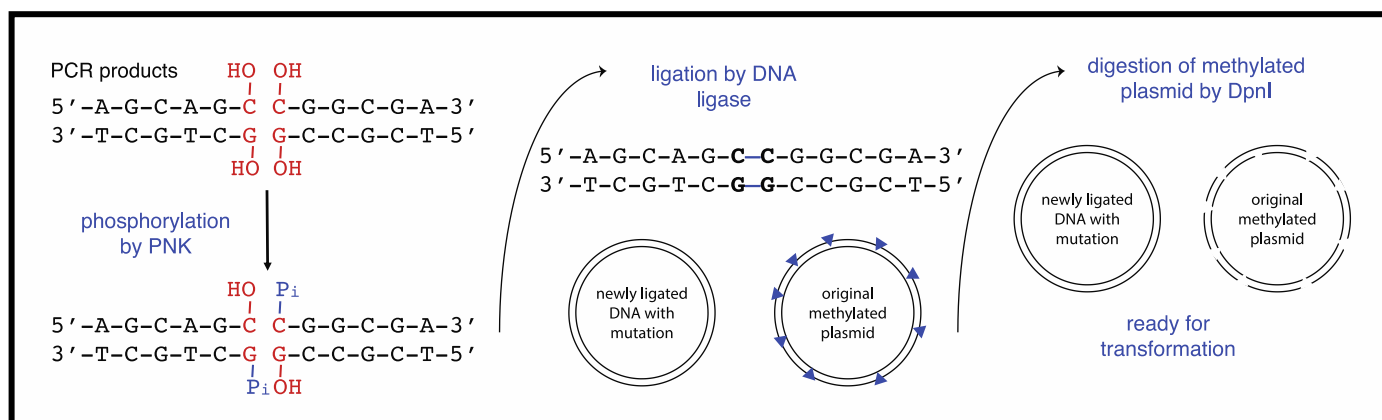 PCR products
HO OH
5’-A-G-C-A-G-C C-G-G-C-G-A-3’
3’-T-C-G-T-C-G G-C-C-G-C-T-5’
HO OH
phosphorylation
by PNK
HO Pi
5’-A-G-C-A-G-C C-G-G-C-G-A-3’
3’-T-C-G-T-C-G G-C-C-G-C-T-5’
Pi OH
ligation by DNA
ligase
5’-A-G-C-A-G-C-C-G-G-C-G-A-3’
3’-T-C-G-T-C-G-G-C-C-G-C-T-5’
newly ligated
DNA with
mutation
original
methylated
plasmid
digestion of methylated
plasmid by DpnI
newly ligated
DNA with
mutation
original
methylated
plasmid
ready for
transformation